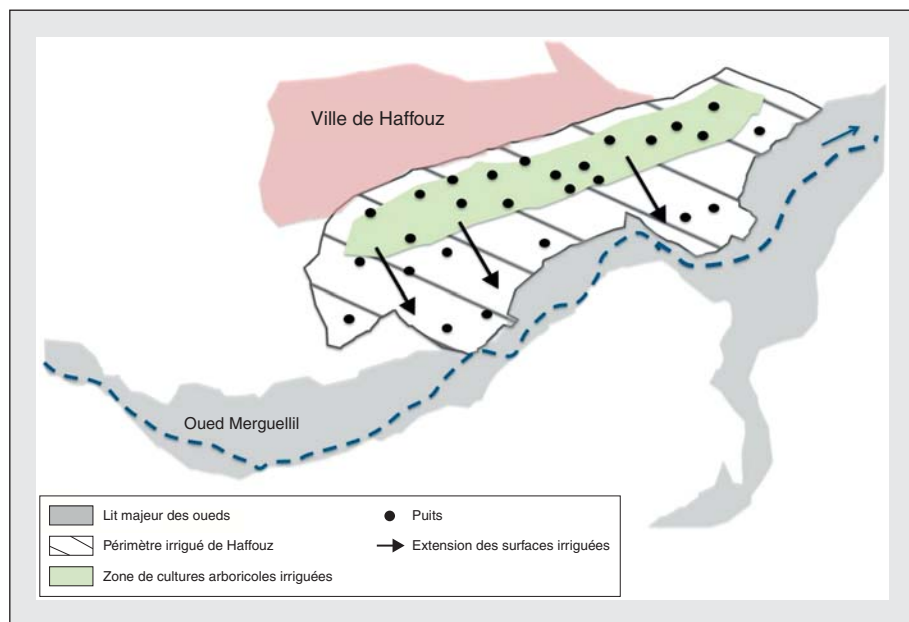 Ville de Haffouz
Oued Merguellil
Lit majeur des oueds
Puits
Périmètre irrigué de Haffouz
Extension des surfaces irriguées
Zone de cultures arboricoles irriguées